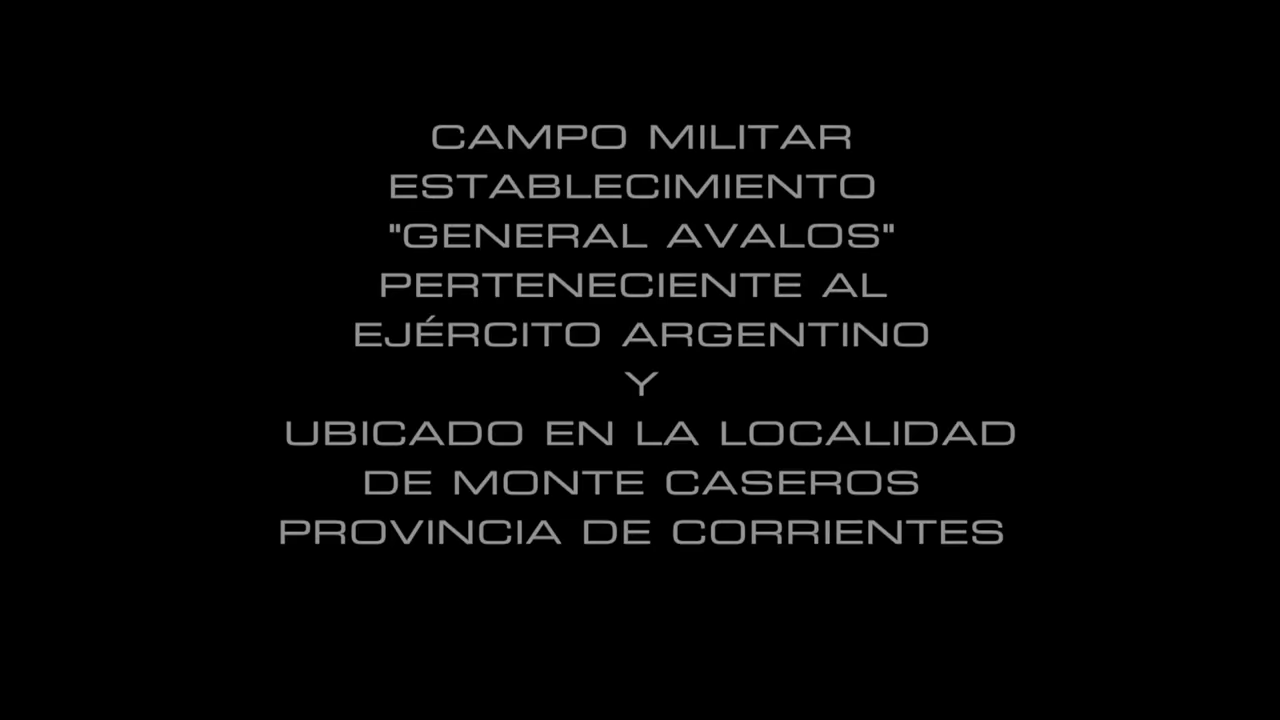 CAMPO MILITAR
ESTABLECIMIENTO
"GENERAL AVALOS"
PERTENECIENTE AL
EJÉRCITO ARGENTINO
Y
UBICADO EN LA LOCALIDAD
DE MONTE CASEROS
PROVINCIA DE CORRIENTES